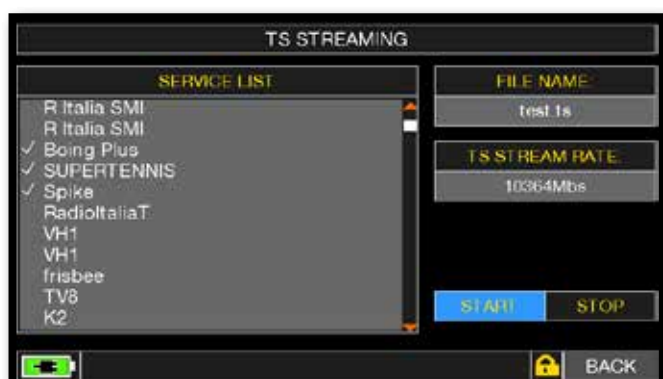 TS STREAMING
SERVICE LIST
R Italia SMI
R Italia SMI
✓ Boing Plus
✓ SUPERTENNIS
✓ Spike
RadioItaliaT
VH1
VH1
frisbee
TV8
K2
FILE NAME:
test.ts
TS STREAM RATE:
10364Mbs
START STOP
BACK